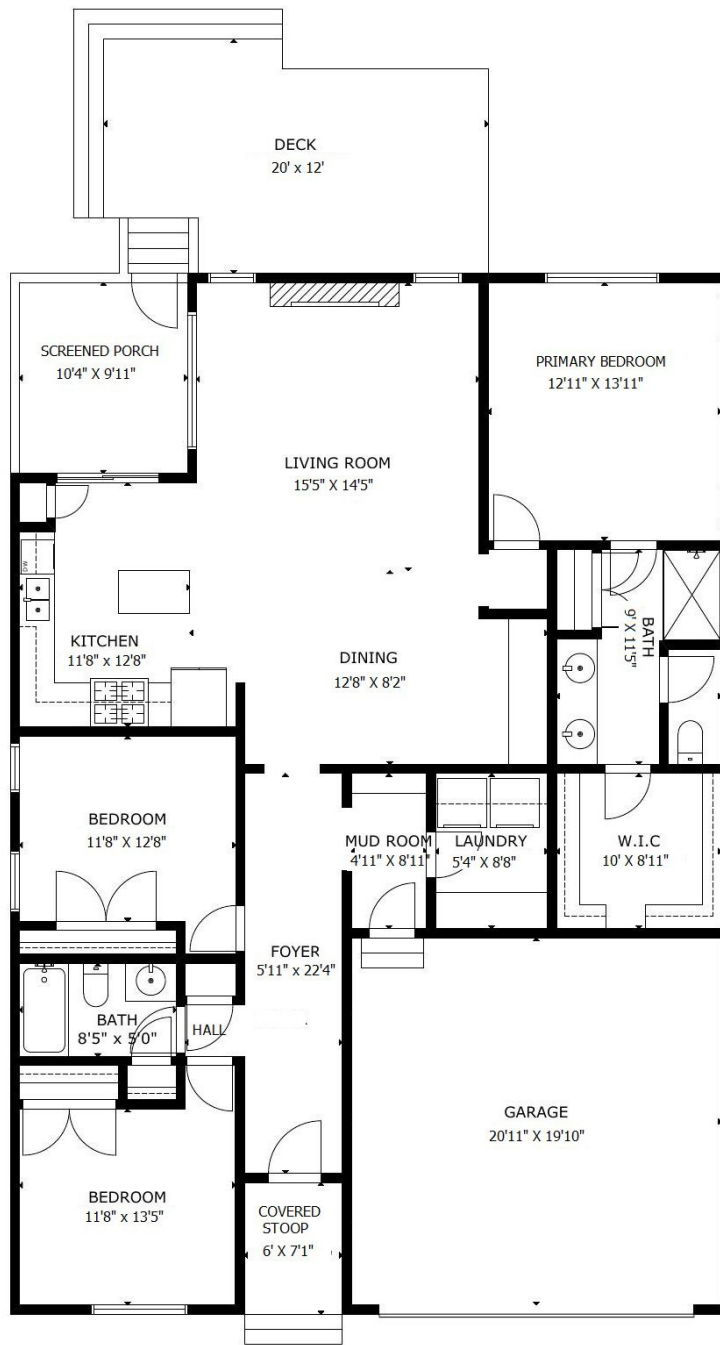 DECK
20' x 12'
SCREENED PORCH
10'4" X 9'11"
PRIMARY BEDROOM
12'11" X 13'11"
LIVING ROOM
15'5" X 14'5"
DW
KITCHEN
11'8" x 12'8"
DINING
12'8" X 8'2"
BATH
9' X 11'5"
BEDROOM
11'8" X 12'8"
MUD ROOM
4'11" X 8'11"
LAUNDRY
5'4" X 8'8"
W.I.C
10' X 8'11"
FOYER
5'11" x 22'4"
BATH
8'5" x 5'0"
HALL
GARAGE
20'11" X 19'10"
BEDROOM
11'8" x 13'5"
COVERED
STOOP
6' X 7'1"